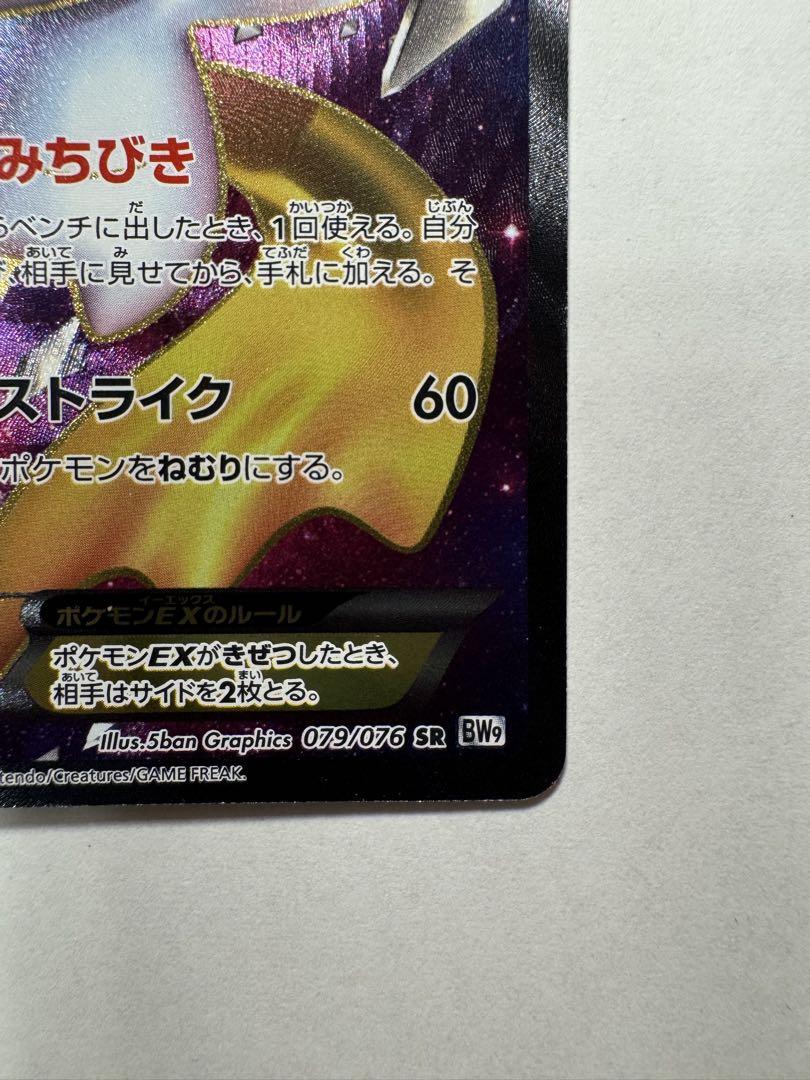 みちびき
らベンチに出したとき、1回使える。自分
相手に見せてから、手札に加える。そ
ストライク 60
ポケモンをねむりにする。
ポケモンEXのルール
ポケモンEXがきぜつしたとき、
相手はサイドを2枚とる。
Illus.5ban Graphics 079/076 SR BW9
tendo/Creatures/GAME FREAK.